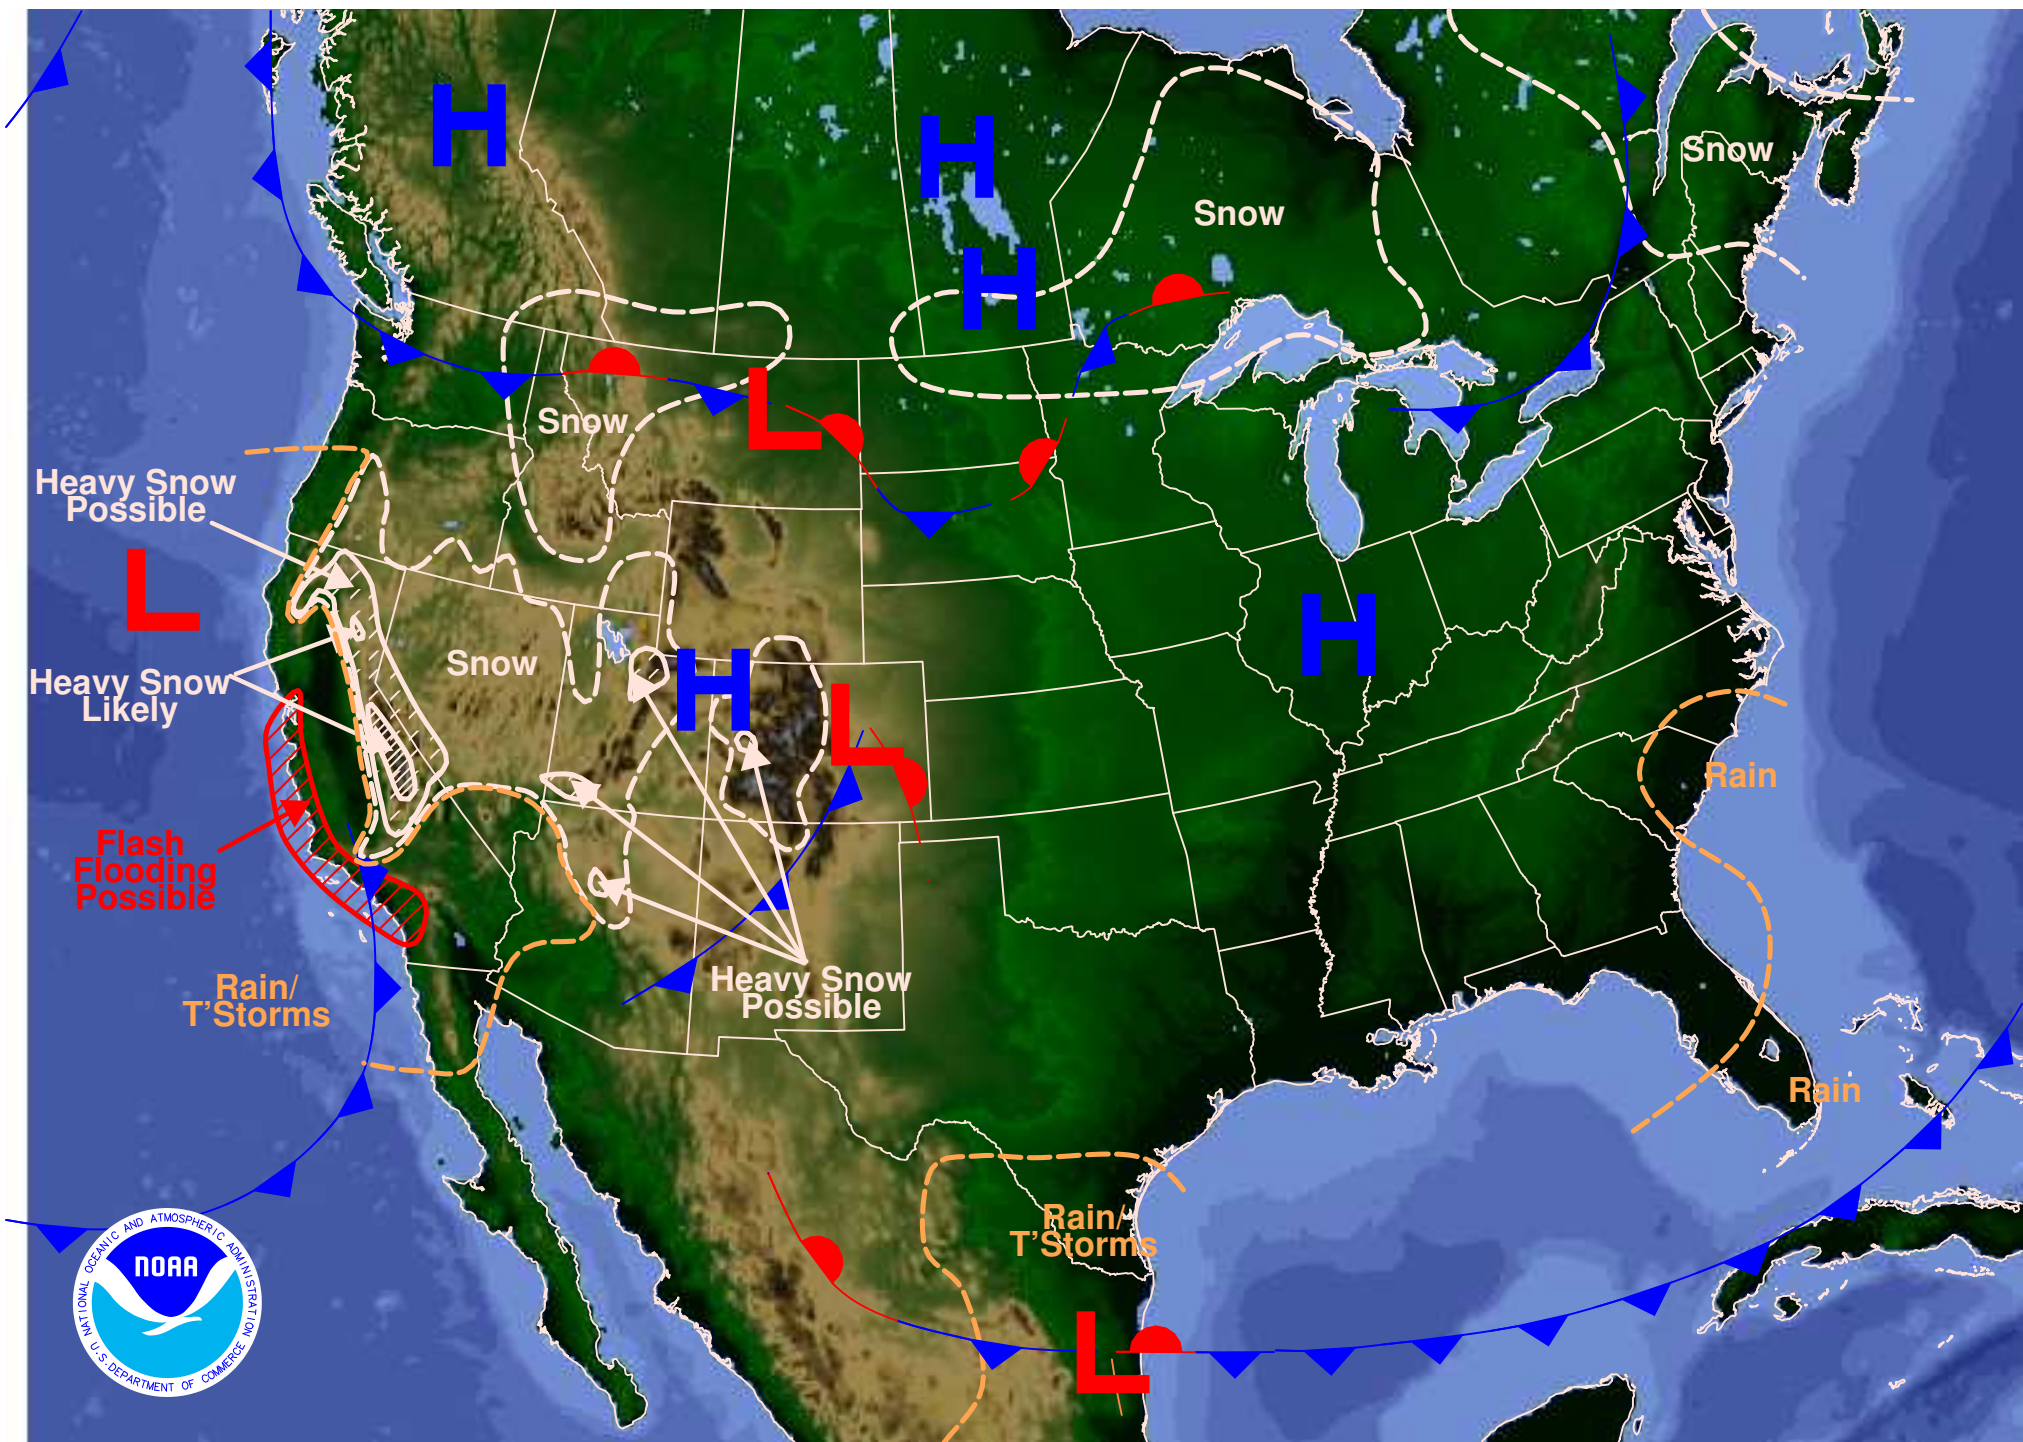 H
H
Snow
Snow
H
L
Snow
Heavy Snow
Possible
L
H
Snow
H
L
Heavy Snow
Likely
Rain
Flash
Flooding
Possible
Heavy Snow
Possible
Rain/
T'Storms
Rain
Rain/
T'Storms
L
NATIONAL OCEANIC AND ATMOSPHERIC ADMINISTRATION
NOAA
U.S. DEPARTMENT OF COMMERCE